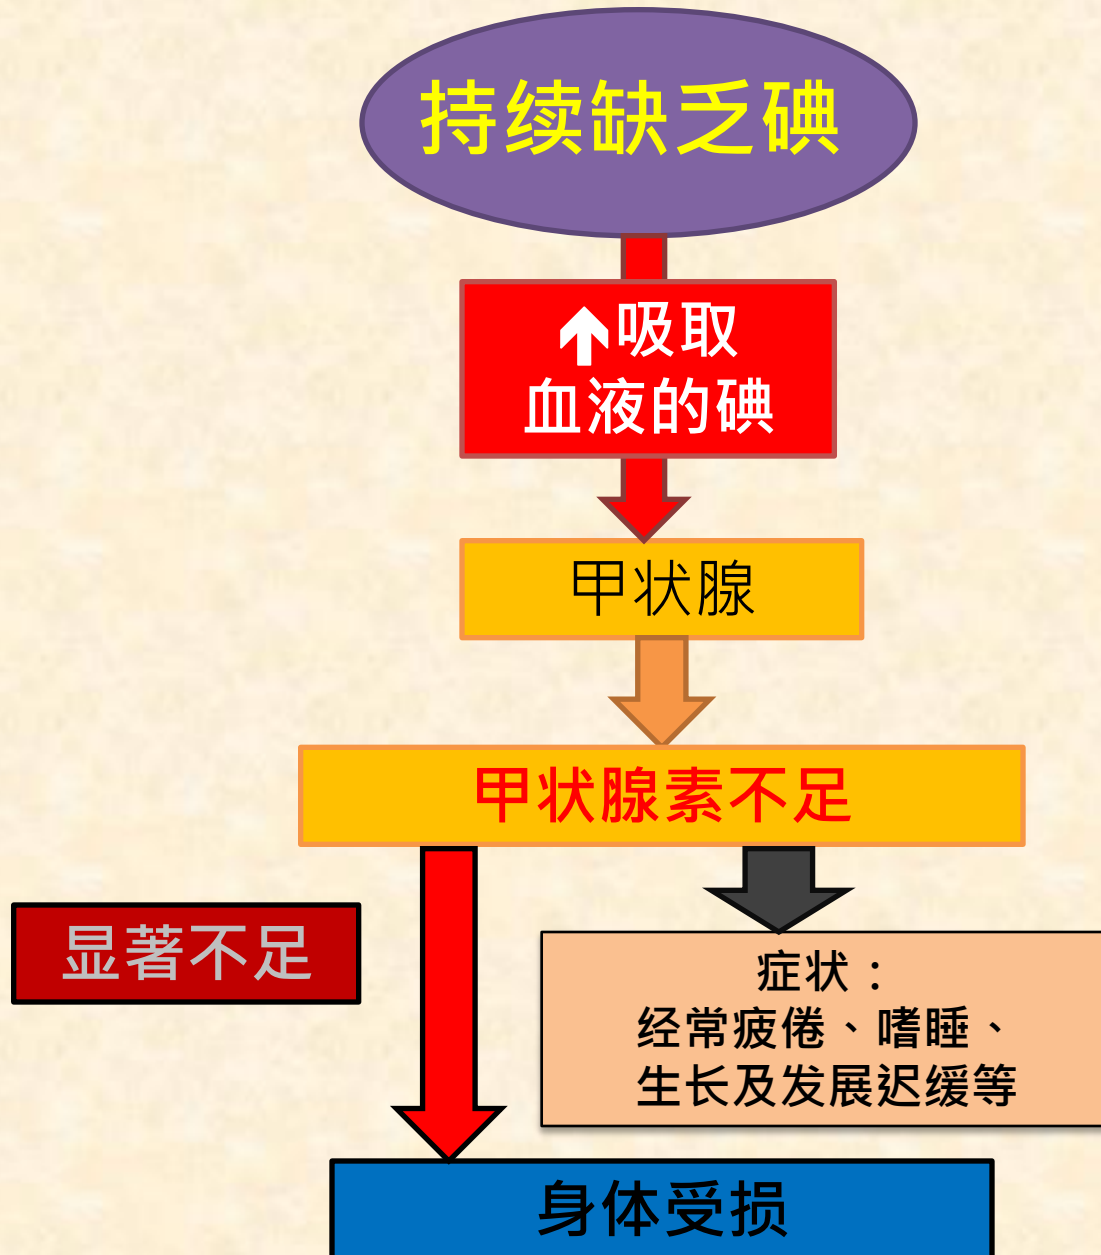 持续缺乏碘
↑吸取
血液的碘
甲状腺
甲状腺素不足
显著不足
症状：
经常疲倦、嗜睡、
生长及发展迟缓等
身体受损